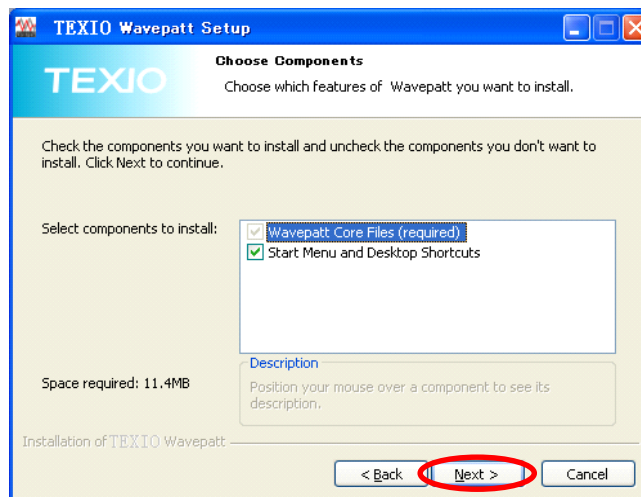 TEXIO Wavepatt Setup
TEXIO
Choose Components
Choose which features of Wavepatt you want to install.
Check the components you want to install and uncheck the components you don't want to
install. Click Next to continue.
Select components to install:
Wavepatt Core Files (required)
Start Menu and Desktop Shortcuts
Space required: 11.4MB
Description
Position your mouse over a component to see its
description.
Installation of TEXIO Wavepatt
< Back
Next >
Cancel